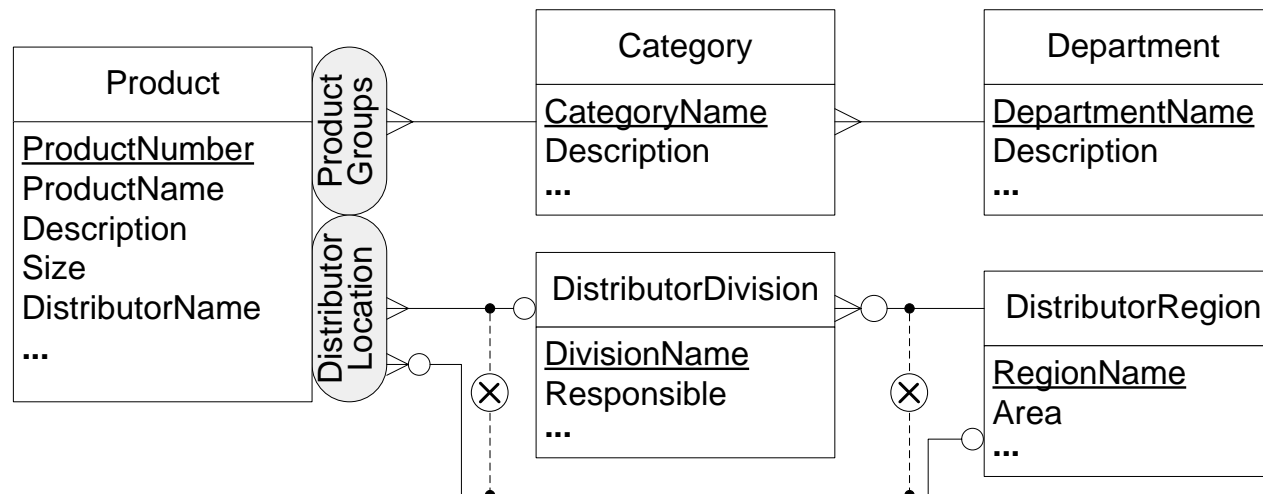 Product
ProductNumber
ProductName
Description
Size
DistributorName
...
Product
Groups
Distributor
Location
Category
CategoryName
Description
...
Department
DepartmentName
Description
...
DistributorDivision
DivisionName
Responsible
...
DistributorRegion
RegionName
Area
...